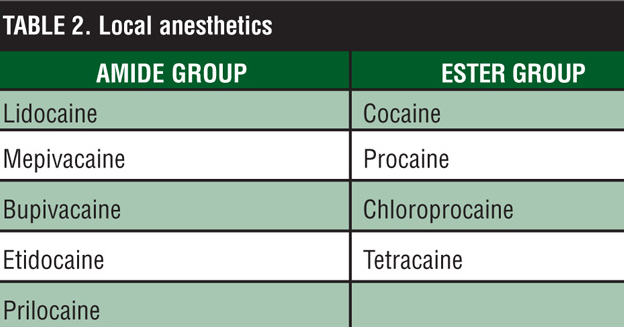 TABLE 2. Local anesthetics
AMIDE GROUP ESTER GROUP
Lidocaine Cocaine
Mepivacaine Procaine
Bupivacaine Chloroprocaine
Etidocaine Tetracaine
Prilocaine